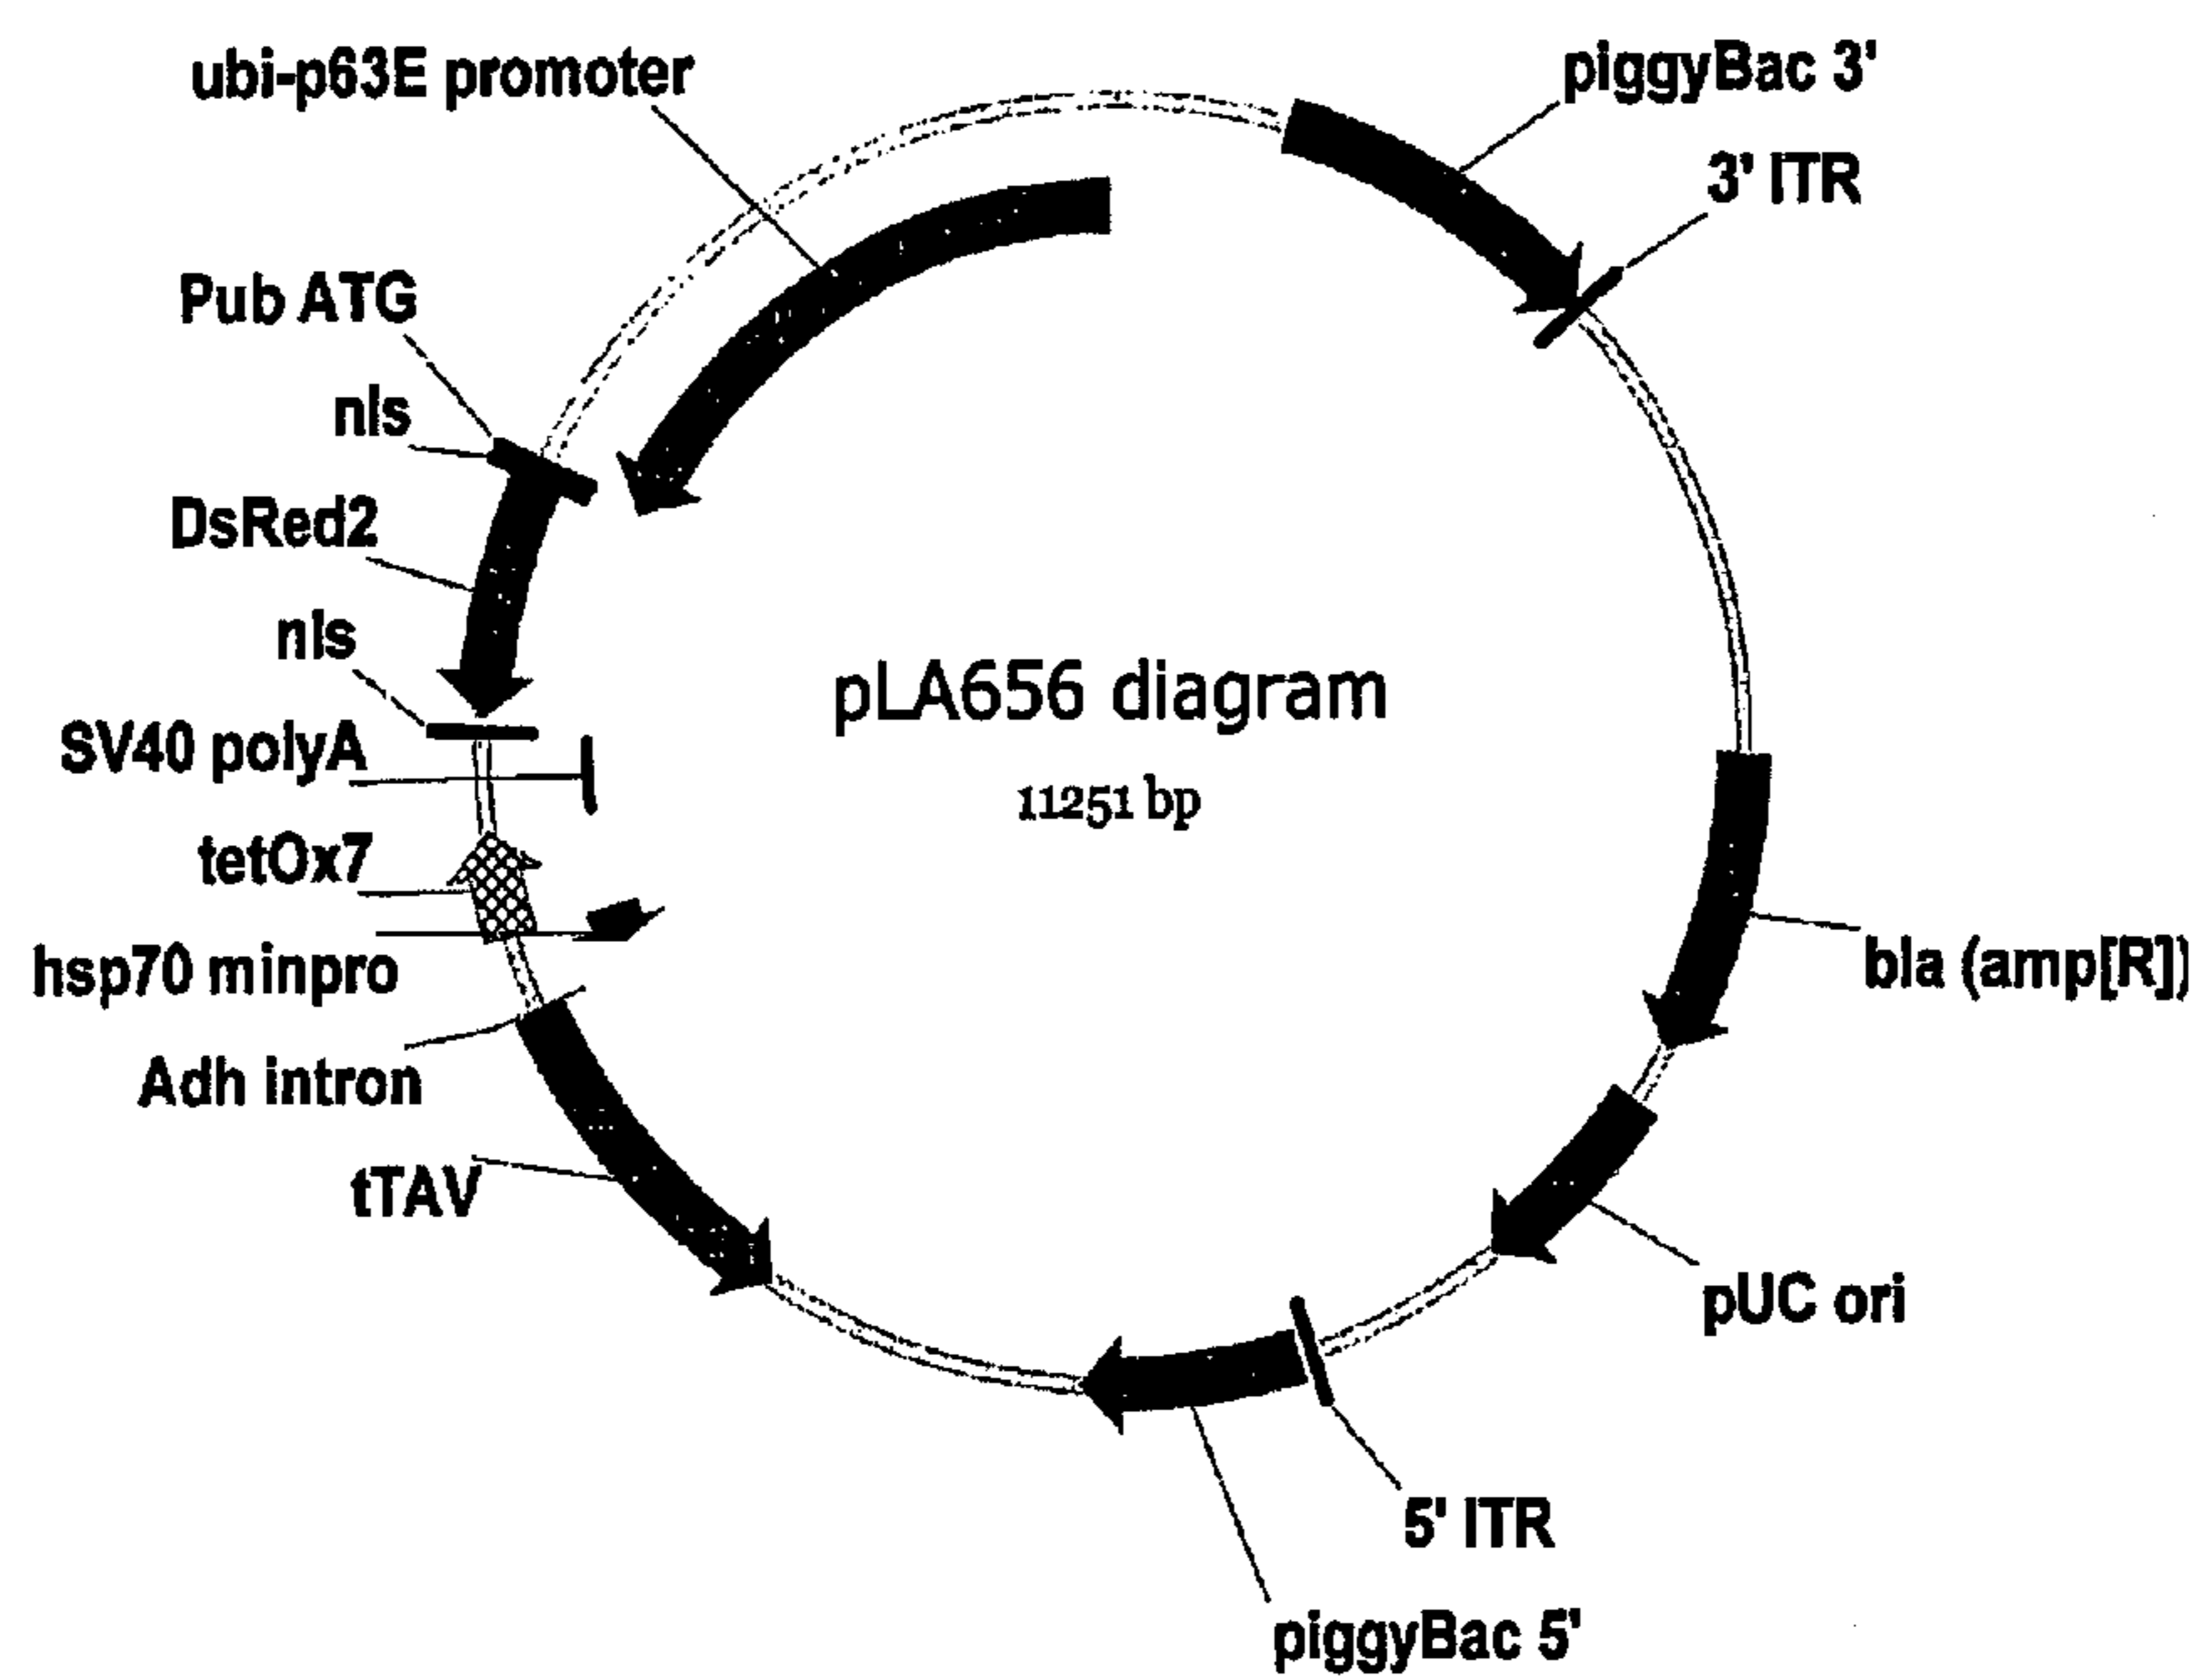 ubi-p63E promoter
piggyBac 3'
3' ITR
Pub ATG
nls
DsRed2
nls
SV40 polyA
tetOx7
hsp70 minpro
Adh intron
tTAV
pLA656 diagram
11251 bp
bla (amp[R])
pUC ori
5' ITR
piggyBac 5'